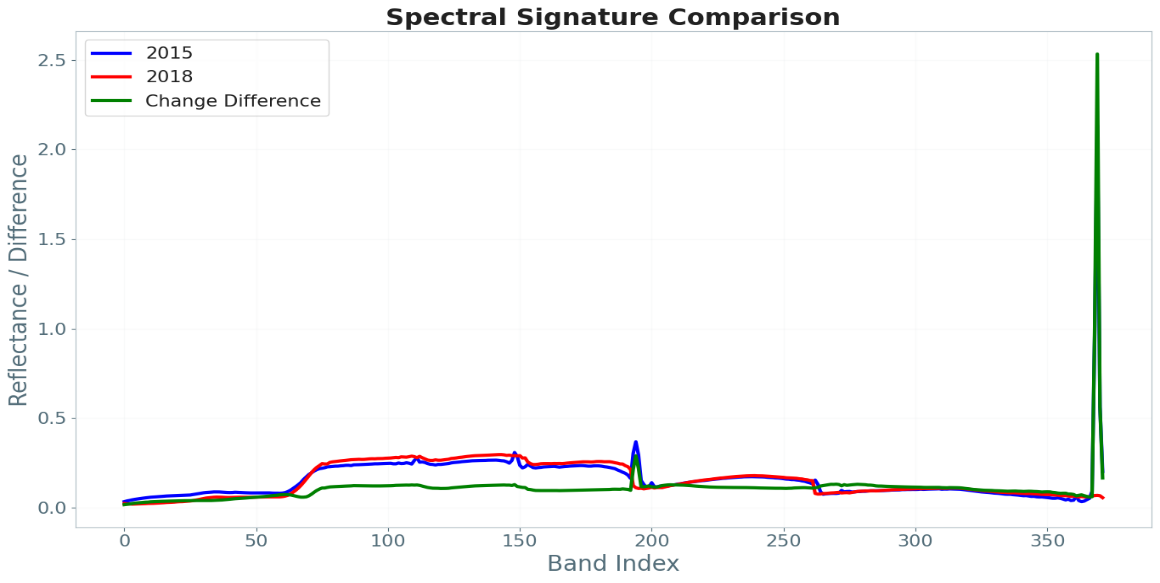 Spectral Signature Comparison
2015
2018
Change Difference
Reflectance / Difference
2.5
2.0
1.5
1.0
0.5
0.0
0 50 100 150 200 250 300 350
Band Index